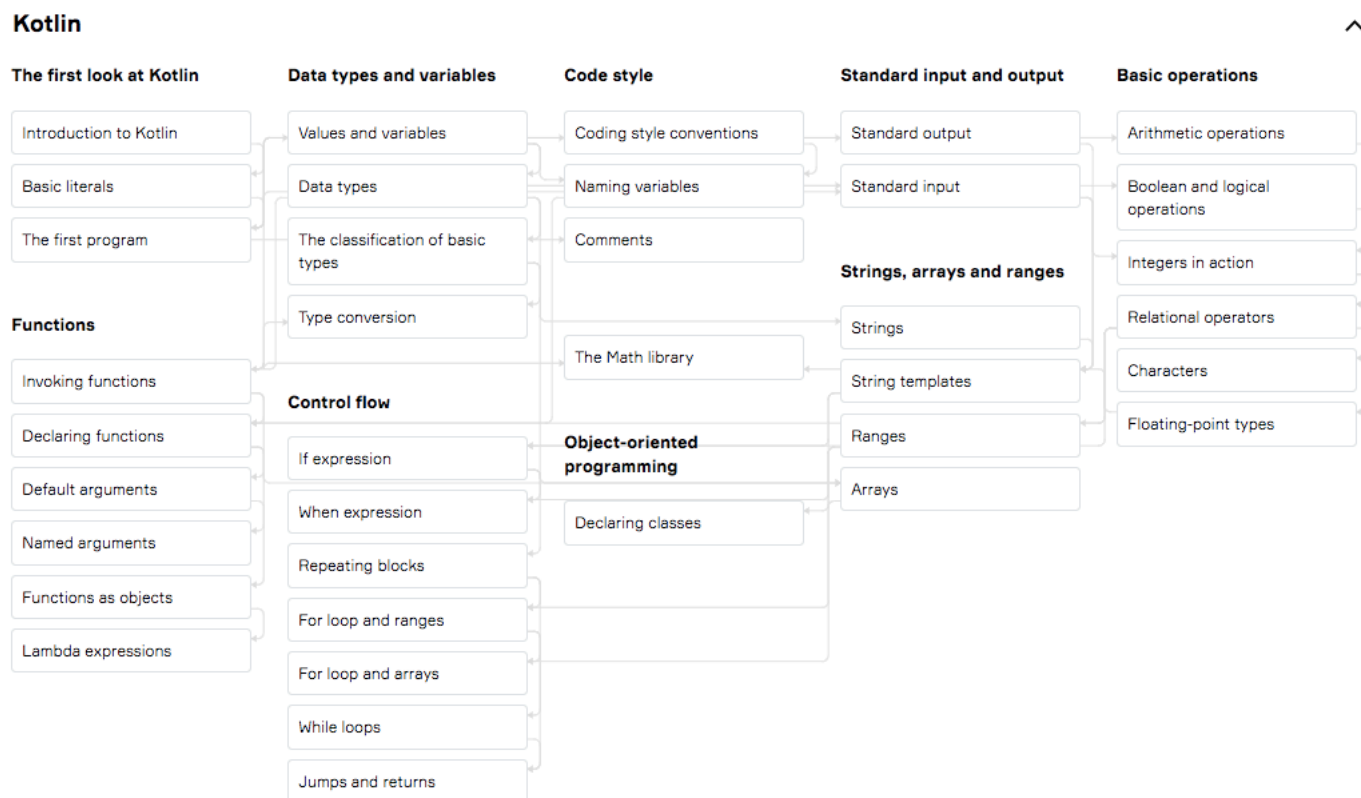 Kotlin
The first look at Kotlin
Introduction to Kotlin
Basic literals
The first program
Functions
Invoking functions
Declaring functions
Default arguments
Named arguments
Functions as objects
Lambda expressions
Data types and variables
Values and variables
Data types
The classification of basic
types
Type conversion
Control flow
If expression
When expression
Repeating blocks
For loop and ranges
For loop and arrays
While loops
Jumps and returns
Code style
Coding style conventions
Naming variables
Comments
The Math library
Object-oriented
programming
Declaring classes
Standard input and output
Standard output
Standard input
Strings, arrays and ranges
Strings
String templates
Ranges
Arrays
Basic operations
Arithmetic operations
Boolean and logical
operations
Integers in action
Relational operators
Characters
Floating-point types